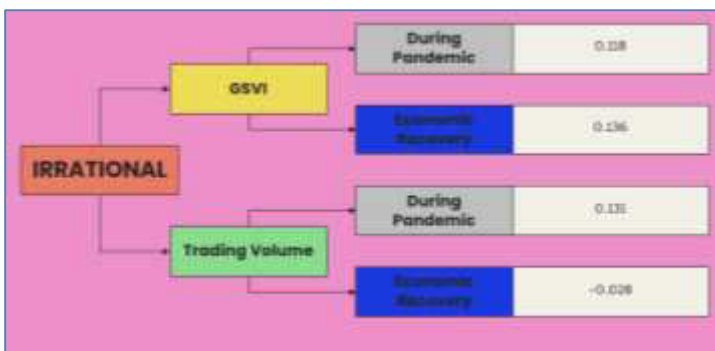 During
Pandemic
0.118
GSVI
Economic
Recovery
0.136
IRRATIONAL
During
Pandemic
0.131
Trading Volume
Economic
Recovery
-0.028